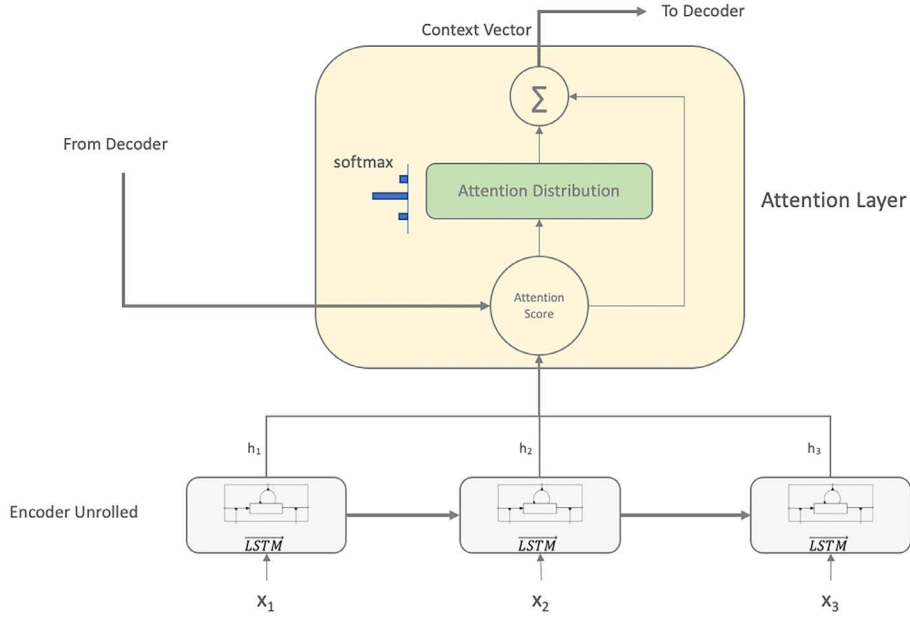 To Decoder
Context Vector
∑
From Decoder
softmax
Attention Distribution
Attention Layer
Attention
Score
h₁
h₂
h₃
Encoder Unrolled
LSTM
LSTM
LSTM
X₁
X₂
X₃